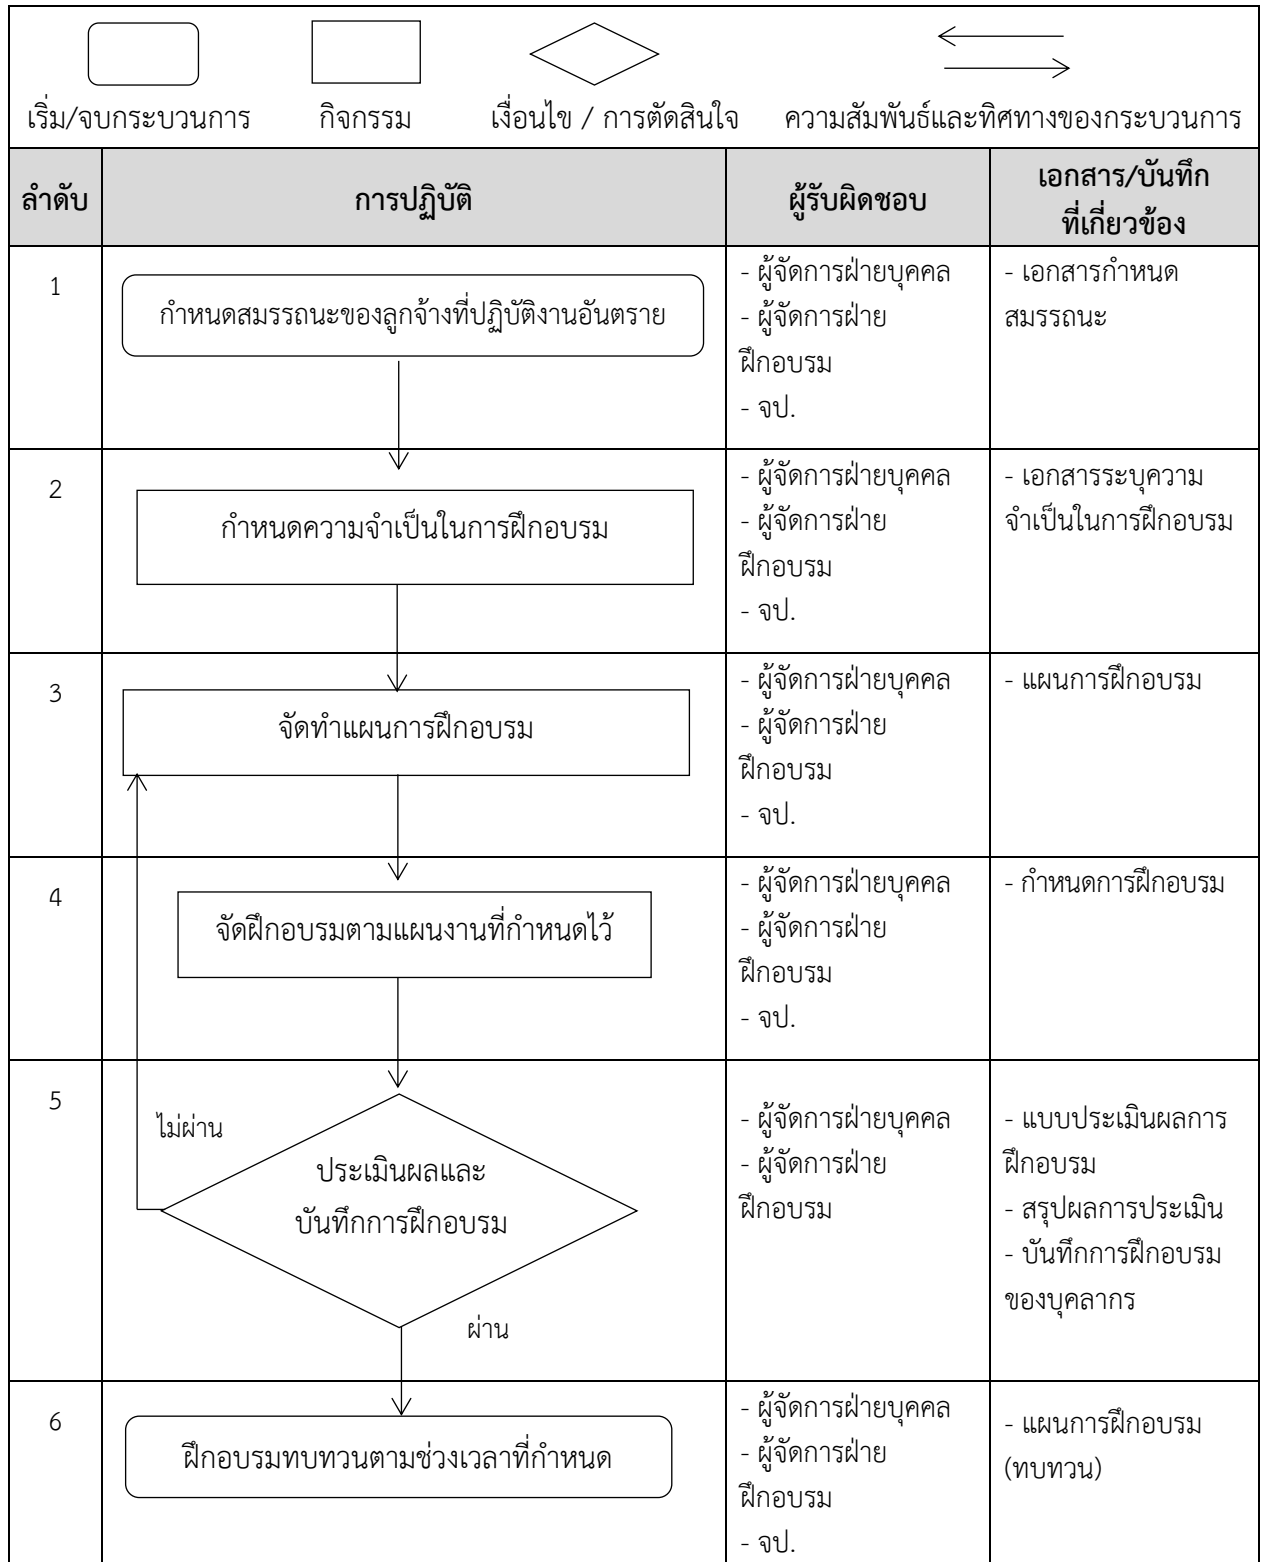 เริ่ม/จบกระบวนการ กิจกรรม เงื่อนไข / การตัดสินใจ ความสัมพันธ์และทิศทางของกระบวนการ
ลำดับ การปฏิบัติ ผู้รับผิดชอบ เอกสาร/บันทึก
ที่เกี่ยวข้อง
1
กำหนดสมรรถนะของลูกจ้างที่ปฏิบัติงานอันตราย
- ผู้จัดการฝ่ายบุคคล
- ผู้จัดการฝ่าย
ฝึกอบรม
- จป.
- เอกสารกำหนด
สมรรถนะ
2
กำหนดความจำเป็นในการฝึกอบรม
- ผู้จัดการฝ่ายบุคคล
- ผู้จัดการฝ่าย
ฝึกอบรม
- จป.
- เอกสารระบุความ
จำเป็นในการฝึกอบรม
3
จัดทำแผนการฝึกอบรม
- ผู้จัดการฝ่ายบุคคล
- ผู้จัดการฝ่าย
ฝึกอบรม
- จป.
- แผนการฝึกอบรม
4
จัดฝึกอบรมตามแผนงานที่กำหนดไว้
- ผู้จัดการฝ่ายบุคคล
- ผู้จัดการฝ่าย
ฝึกอบรม
- จป.
- กำหนดการฝึกอบรม
5
ไม่ผ่าน
ประเมินผลและ
บันทึกการฝึกอบรม
ผ่าน
- ผู้จัดการฝ่ายบุคคล
- ผู้จัดการฝ่าย
ฝึกอบรม
- แบบประเมินผลการ
ฝึกอบรม
- สรุปผลการประเมิน
- บันทึกการฝึกอบรม
ของบุคลากร
6
ฝึกอบรมทบทวนตามช่วงเวลาที่กำหนด
- ผู้จัดการฝ่ายบุคคล
- ผู้จัดการฝ่าย
ฝึกอบรม
- จป.
- แผนการฝึกอบรม
(ทบทวน)